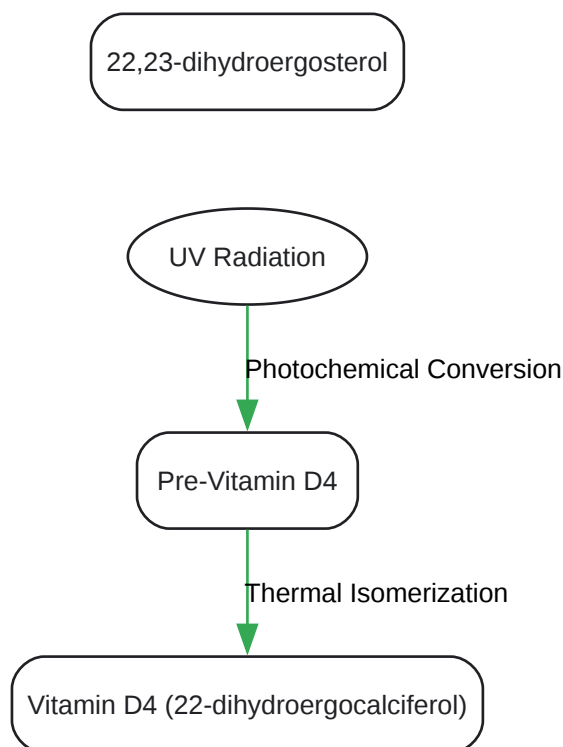 22,23-dihydroergosterol
UV Radiation
Photochemical Conversion
Pre-Vitamin D4
Thermal Isomerization
Vitamin D4 (22-dihydroergocalciferol)